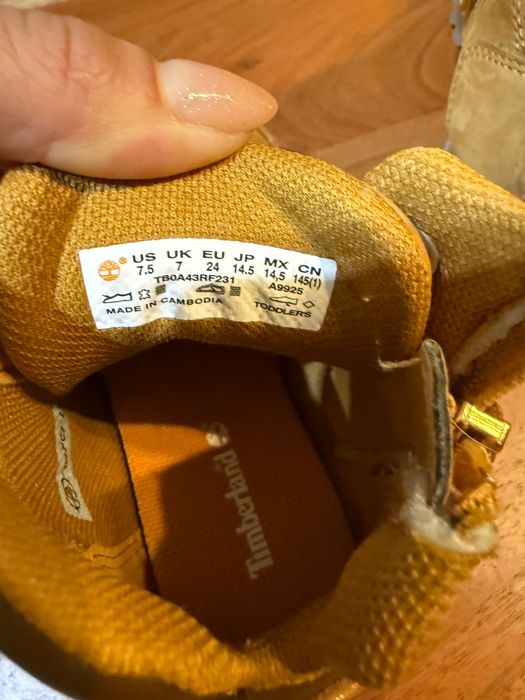 US UK EU JP MX CN
7.5 7 24 14.5 14,5 145(1)
TB0A43RF231 A9925
MADE IN CAMBODIA TODDLERS
Timberland